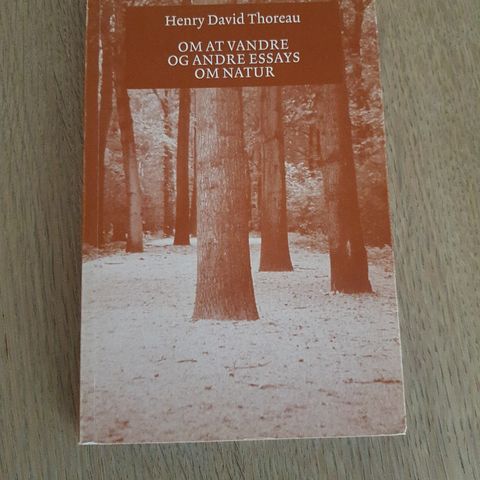 Henry David Thoreau
OM AT VANDRE
OG ANDRE ESSAYS
OM NATUR